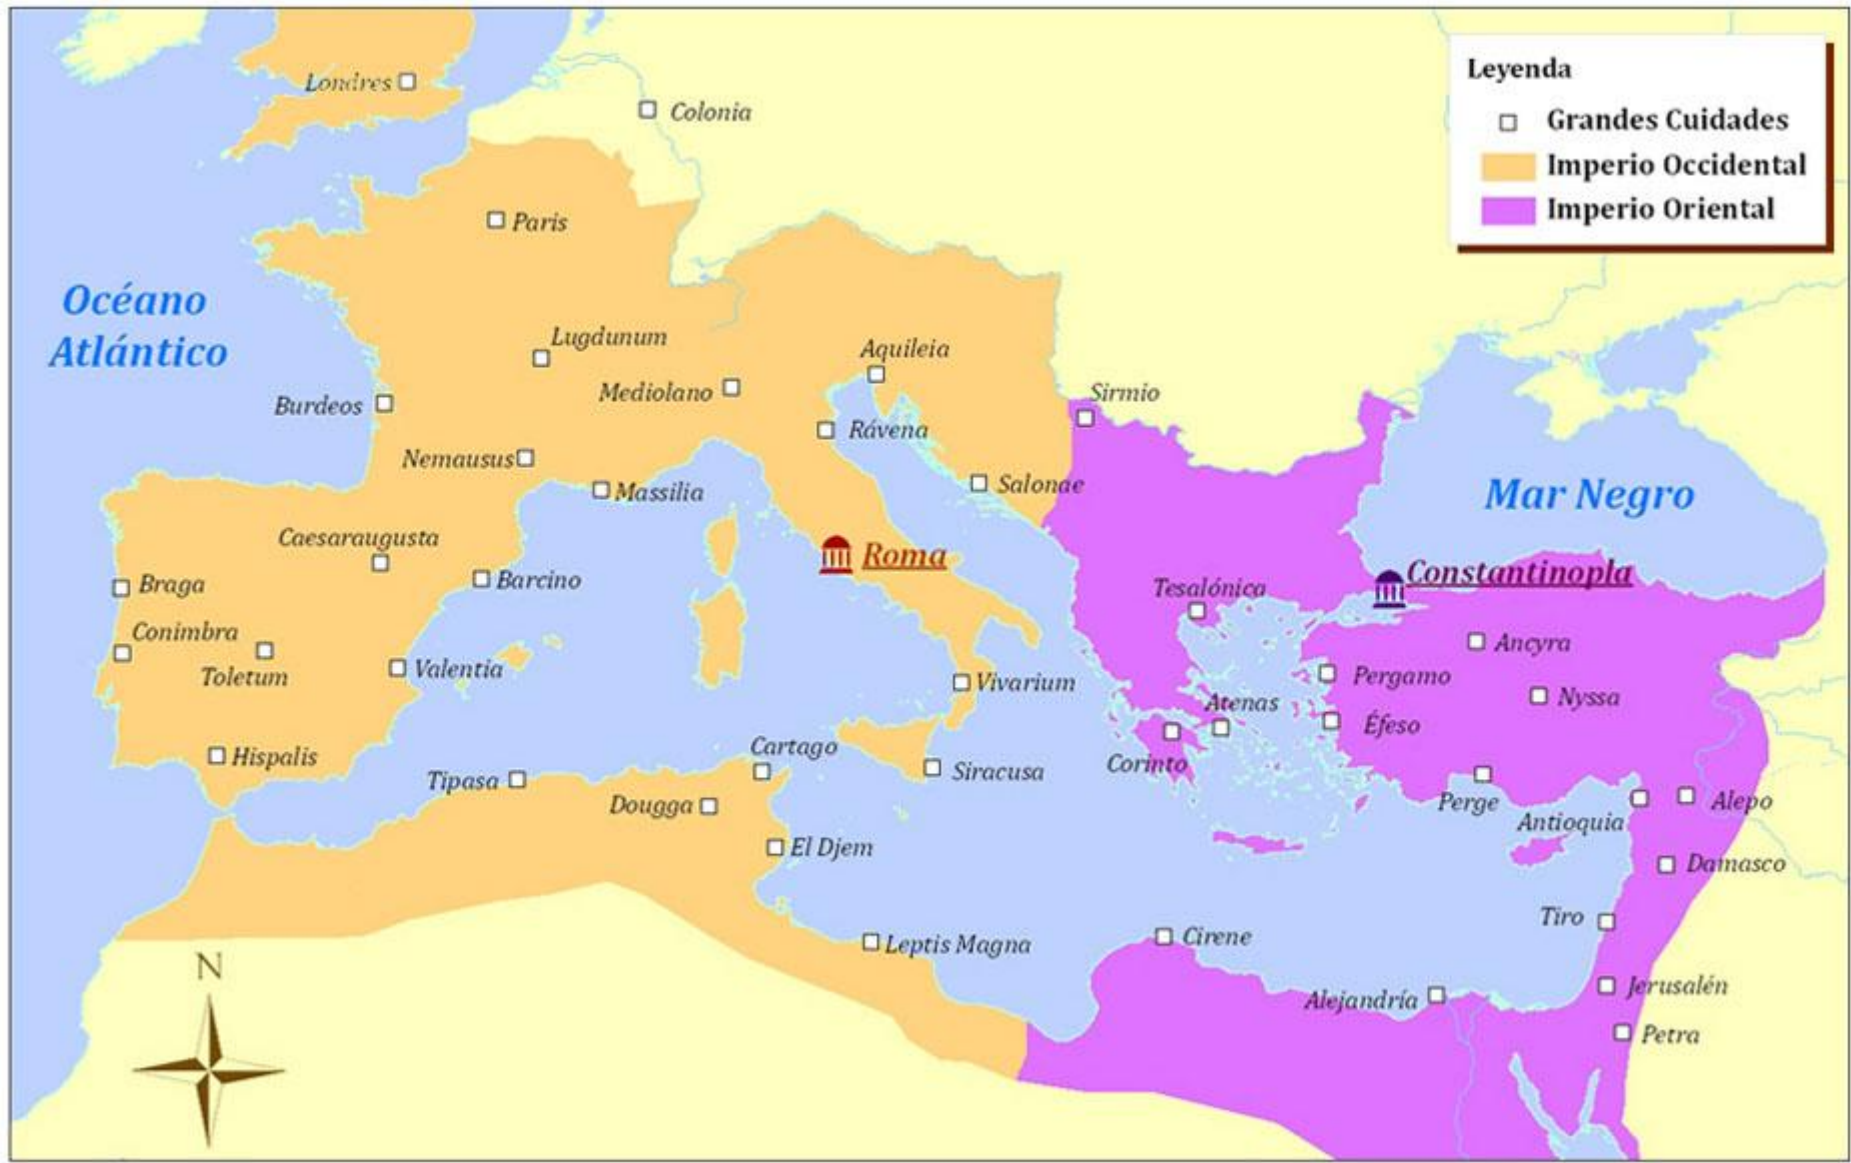 Leyenda
Grandes Cuidades
Imperio Occidental
Imperio Oriental
Londres
Colonia
Paris
Océano
Atlántico
Lugdunum
Aquileia
Mediolano
Burdeos
Sirmio
Rávena
Nemausus
Massilia
Salonae
Mar Negro
Caesaraugusta
Roma
Braga
Barcino
Constantinopla
Tesalónica
Conimbra
Toletum
Valentia
Ancyra
Vivarium
Pergamo
Nyssa
Atenas
Éfeso
Hispalis
Cartago
Corinto
Tipasa
Siracusa
Dougga
Perge
Alepo
Antioquia
El Djem
Damasco
Tiro
Leptis Magna
Cirene
N
Jerusalén
Alejandría
Petra